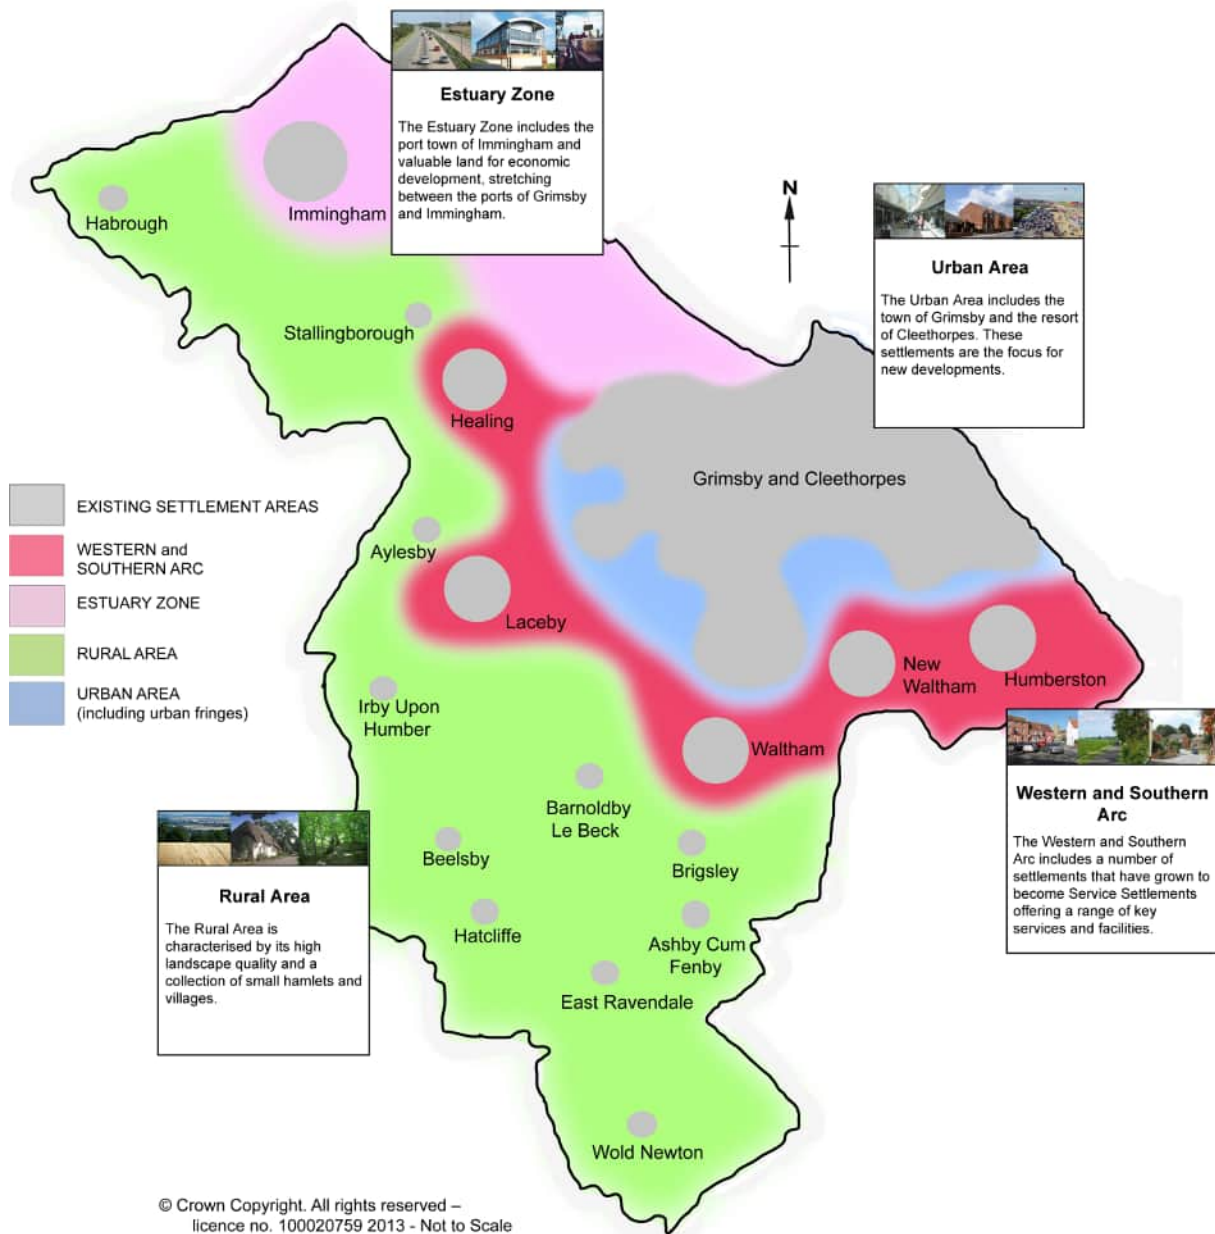 Estuary Zone
The Estuary Zone includes the
port town of Immingham and
valuable land for economic
development, stretching
between the ports of Grimsby
and Immingham.
N
Urban Area
The Urban Area includes the
town of Grimsby and the resort
of Cleethorpes. These
settlements are the focus for
new developments.
Immingham
Habrough
Stallingborough
Healing
Grimsby and Cleethorpes
EXISTING SETTLEMENT AREAS
WESTERN and
SOUTHERN ARC
ESTUARY ZONE
RURAL AREA
URBAN AREA
(including urban fringes)
Aylesby
Laceby
New
Waltham
Humberston
Irby Upon
Humber
Waltham
Barnoldby
Le Beck
Beelsby
Brigsley
Hatcliffe
Ashby Cum
Fenby
East Ravendale
Wold Newton
Western and Southern
Arc
The Western and Southern
Arc includes a number of
settlements that have grown to
become Service Settlements
offering a range of key
services and facilities.
Rural Area
The Rural Area is
characterised by its high
landscape quality and a
collection of small hamlets and
villages.
© Crown Copyright. All rights reserved –
licence no. 100020759 2013 - Not to Scale